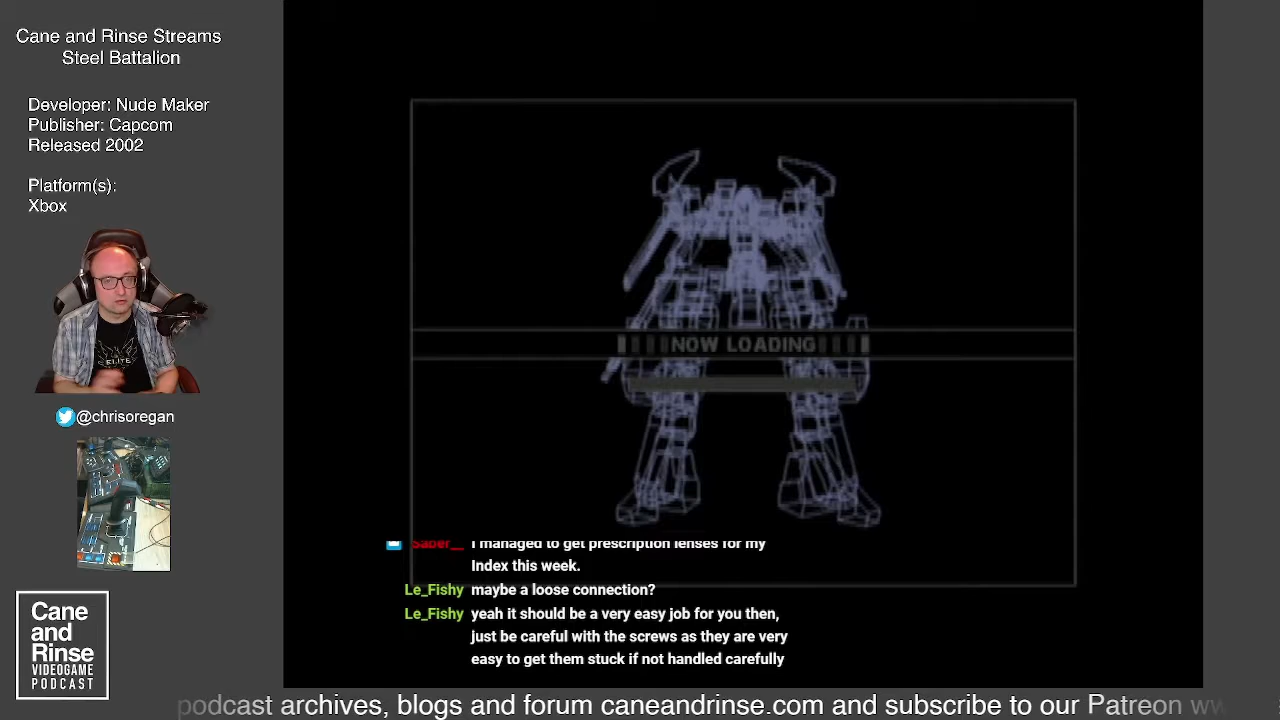 Cane and Rinse Streams
Steel Battalion
Developer: Nude Maker
Publisher: Capcom
Released 2002
Platform(s):
Xbox
ELITE
@chrisoregan
Cane
and
Rinse
VIDEOGAME
PODCAST
NOW LOADING
Saber__ I managed to get prescription lenses for my
Index this week.
Le_Fishy maybe a loose connection?
Le_Fishy yeah it should be a very easy job for you then,
just be careful with the screws as they are very
easy to get them stuck if not handled carefully
podcast archives, blogs and forum caneandrinse.com and subscribe to our Patreon ww